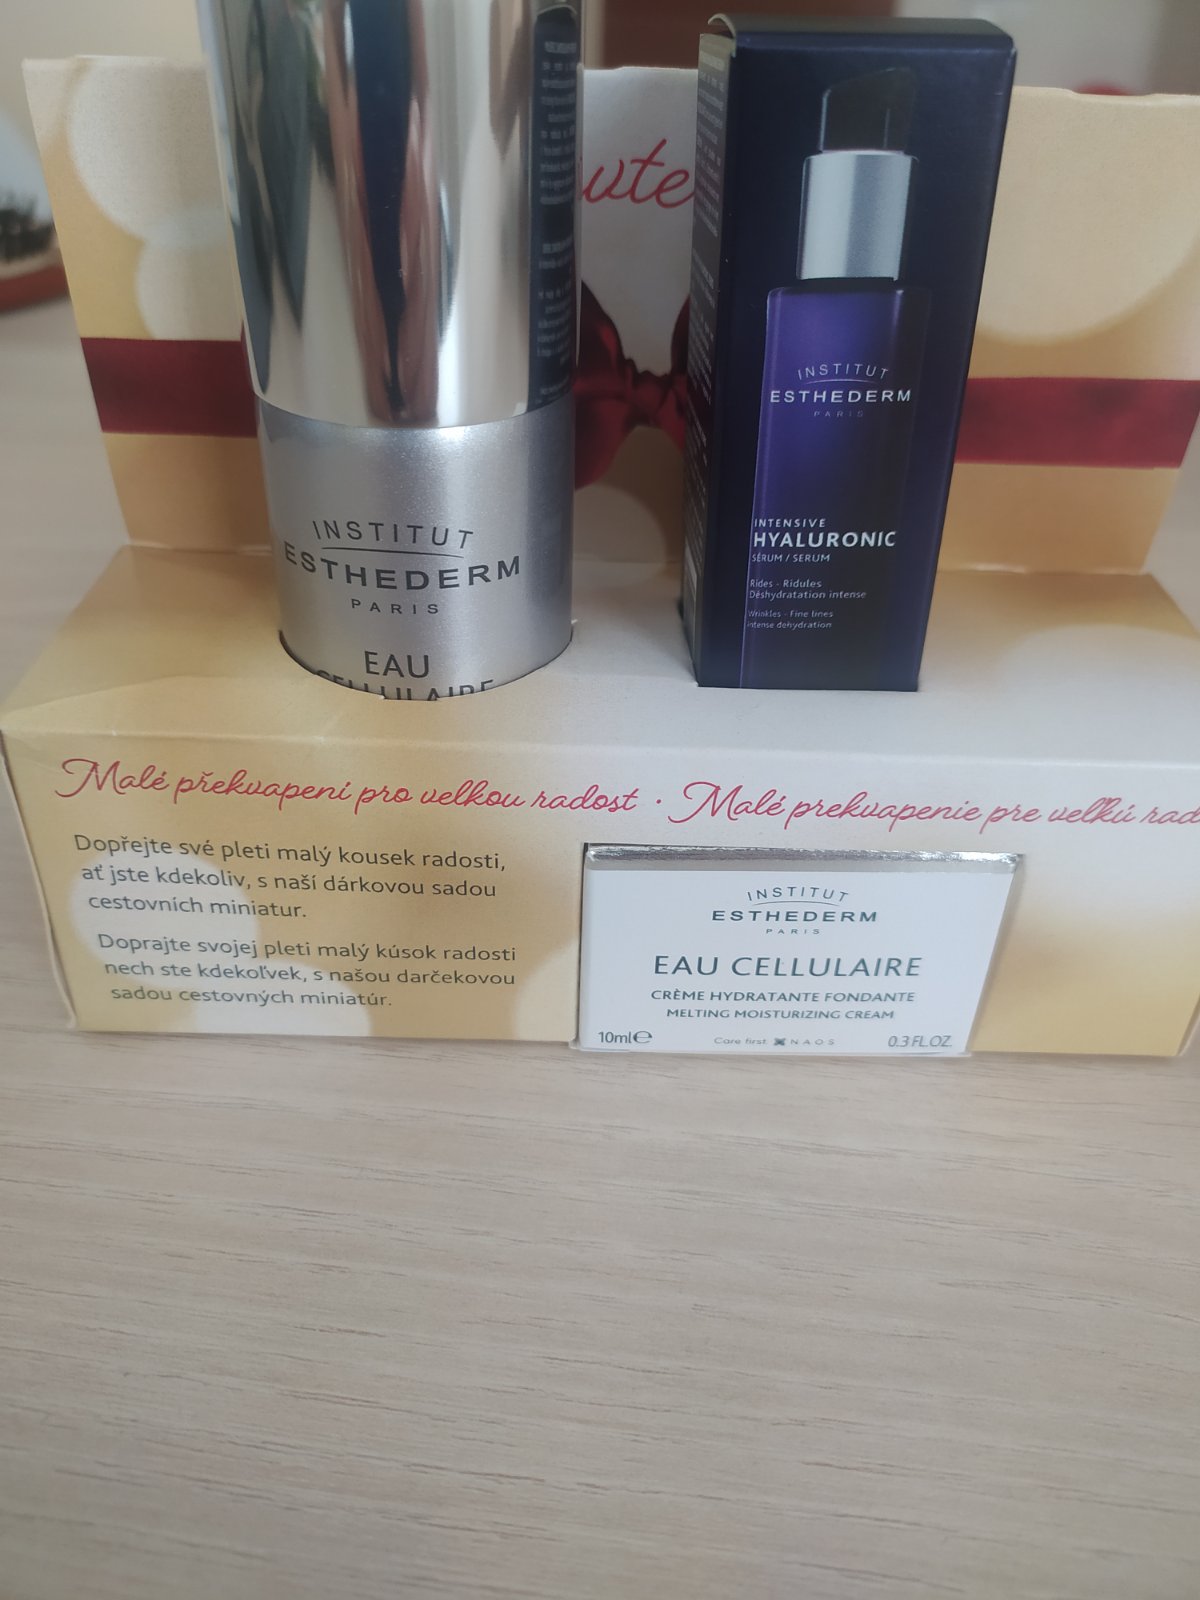 INSTITUT
ESTHEDERM
PARIS
EAU
CELLULAIRE
INSTITUT
ESTHEDERM
PARIS
INTENSIVE
HYALURONIC
SÉRUM / SERUM
Rides - Ridules
Déshydratation intense
Wrinkles - Fine lines
Intense dehydration
Malé překvapení pro velkou radost · Malé prekvapenie pre veľkú rad
Dopřejte své pleti malý kousek radosti,
ať jste kdekoliv, s naší dárkovou sadou
cestovních miniatur.
Doprajte svojej pleti malý kúsok radosti
nech ste kdekoľvek, s našou darčekovou
sadou cestovných miniatúr.
INSTITUT
ESTHEDERM
PARIS
EAU CELLULAIRE
CRÈME HYDRATANTE FONDANTE
MELTING MOISTURIZING CREAM
10ml℮ Care first NAOS 0.3 FL.OZ.